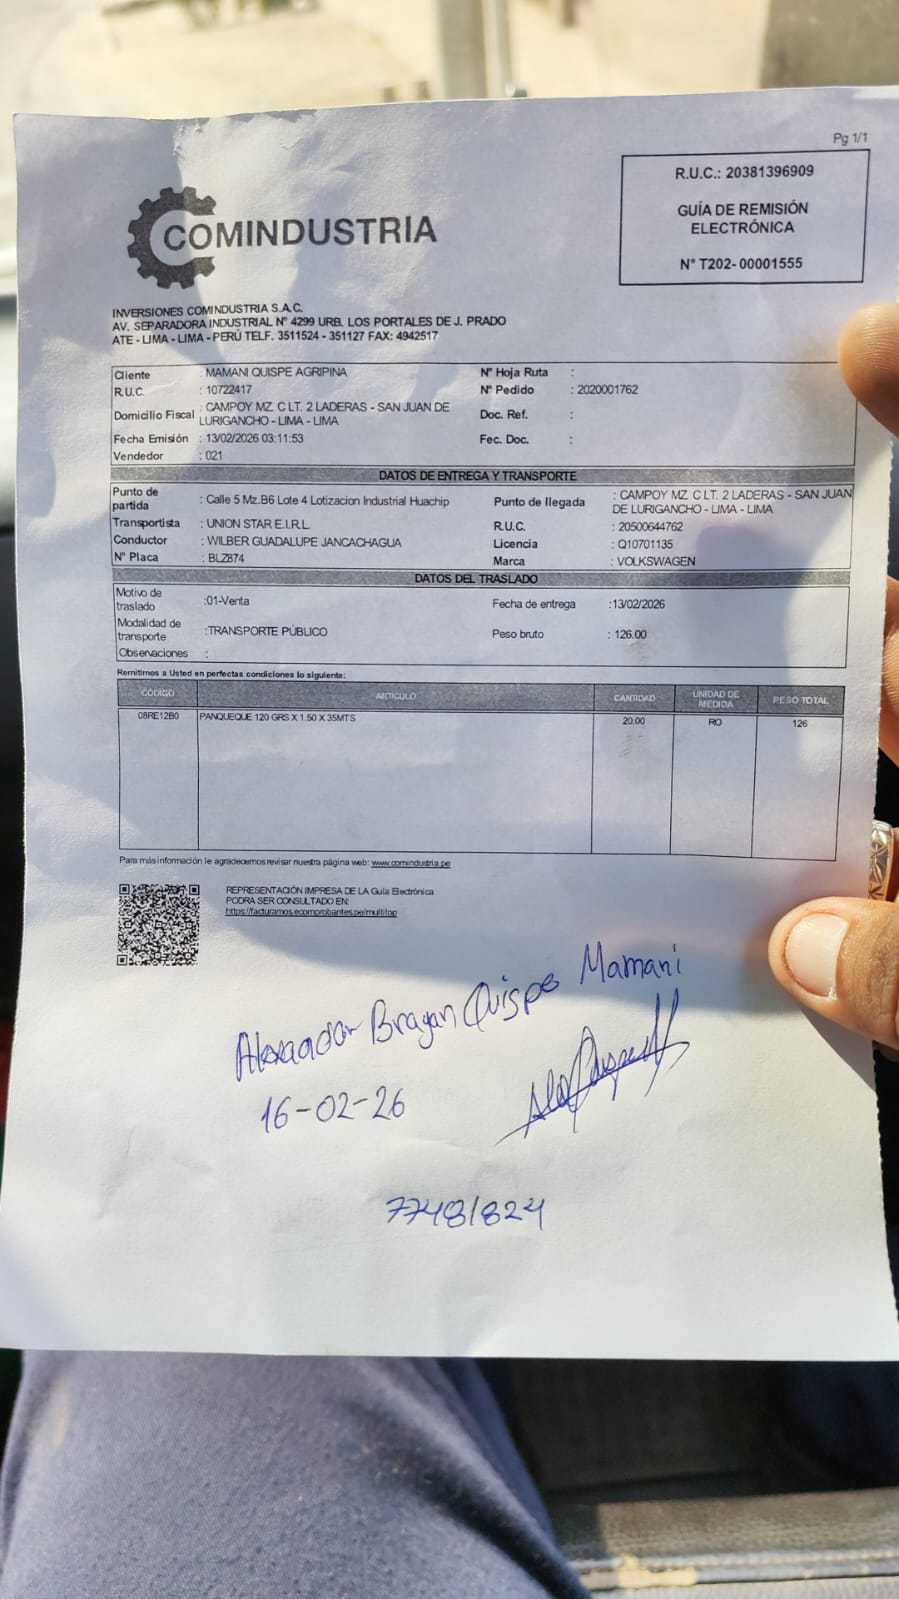 Pg 1/1
R.U.C.: 20381396909
GUÍA DE REMISIÓN
ELECTRÓNICA
N° T202- 00001555
COMINDUSTRIA
INVERSIONES COMINDUSTRIA S.A.C.
AV. SEPARADORA INDUSTRIAL N° 4299 URB. LOS PORTALES DE J. PRADO
ATE - LIMA - LIMA - PERÚ TELF. 3511524 - 351127 FAX: 4942517
Cliente : MAMANI QUISPE AGRIPINA N° Hoja Ruta :
R.U.C. : 10722417 N° Pedido : 2020001762
Domicilio Fiscal : CAMPOY MZ. C LT. 2 LADERAS - SAN JUAN DE LURIGANCHO - LIMA - LIMA Doc. Ref. :
Fecha Emisión : 13/02/2026 03:11:53 Fec. Doc. :
Vendedor : 021
DATOS DE ENTREGA Y TRANSPORTE
Punto de partida : Calle 5 Mz.B6 Lote 4 Lotizacion Industrial Huachip Punto de llegada : CAMPOY MZ. C LT. 2 LADERAS - SAN JUAN DE LURIGANCHO - LIMA - LIMA
Transportista : UNION STAR E.I.R.L. R.U.C. : 20500644762
Conductor : WILBER GUADALUPE JANCACHAGUA Licencia : Q10701135
N° Placa : BLZ874 Marca : VOLKSWAGEN
DATOS DEL TRASLADO
Motivo de traslado :01-Venta Fecha de entrega :13/02/2026
Modalidad de transporte :TRANSPORTE PÚBLICO Peso bruto : 126.00
Observaciones :
Remitimos a Usted en perfectas condiciones lo siguiente:
CÓDIGO ARTICULO CANTIDAD UNIDAD DE MEDIDA PESO TOTAL
08RE12B0 PANQUEQUE 120 GRS X 1.50 X 35MTS 20.00 RO 126
Para más información le agradecemos revisar nuestra página web: www.comindustria.pe
REPRESENTACIÓN IMPRESA DE LA Guía Electrónica
PODRA SER CONSULTADO EN:
https://facturamos.ecomprobantes.pe/multitop
Alexander Brayan Quispe Mamani
16-02-26
77481824